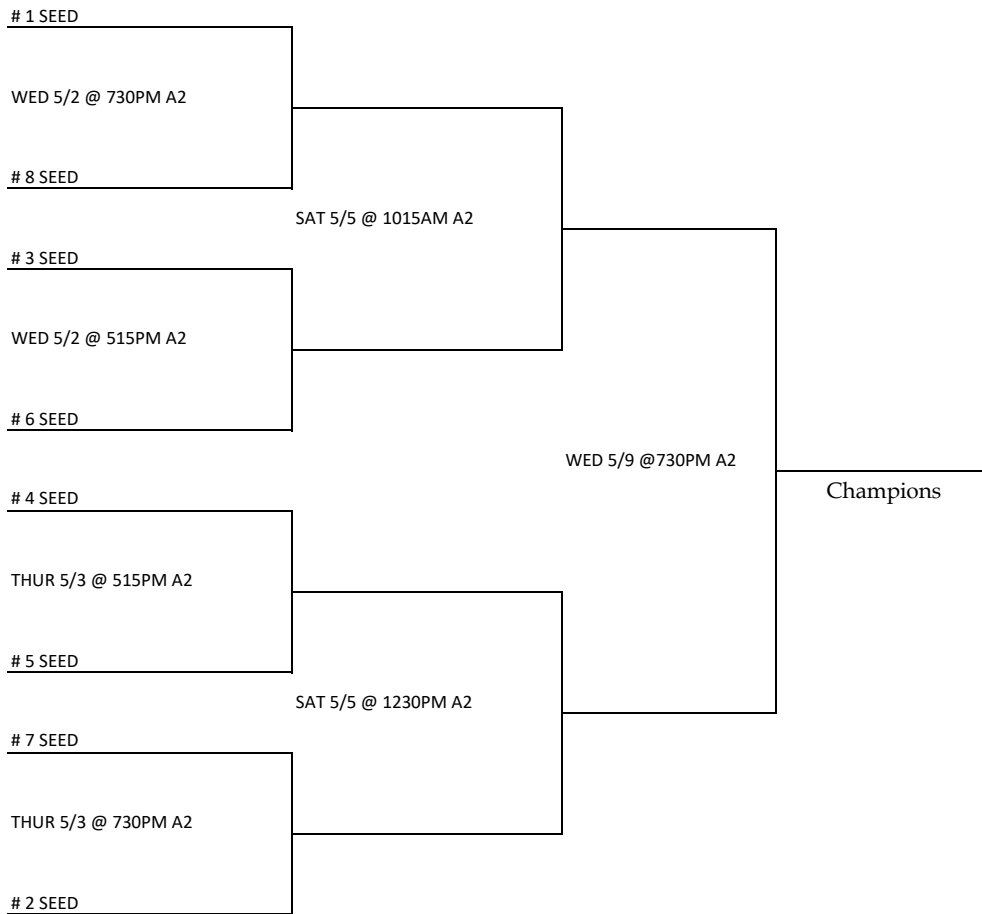 # 1 SEED
WED 5/2 @ 730PM A2
# 8 SEED
SAT 5/5 @ 1015AM A2
# 3 SEED
WED 5/2 @ 515PM A2
# 6 SEED
WED 5/9 @730PM A2
Champions
# 4 SEED
THUR 5/3 @ 515PM A2
# 5 SEED
SAT 5/5 @ 1230PM A2
# 7 SEED
THUR 5/3 @ 730PM A2
# 2 SEED